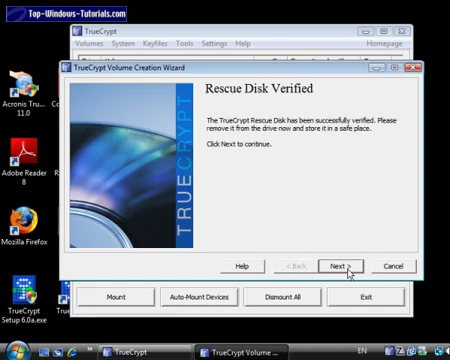 Top-Windows-Tutorials.com
TrueCrypt
Volumes System Keyfiles Tools Settings Help Homepage
TrueCrypt Volume Creation Wizard
Rescue Disk Verified
The TrueCrypt Rescue Disk has been successfully verified. Please
remove it from the drive now and store it in a safe place.
Click Next to continue.
TRUECRYPT
Help < Back Next > Cancel
Mount Auto-Mount Devices Dismount All Exit
Acronis Tru...
11.0
Adobe Reader
8
Mozilla Firefox
TrueCrypt
Setup 6.0a.exe
TrueCrypt
TrueCrypt Volume ...
EN